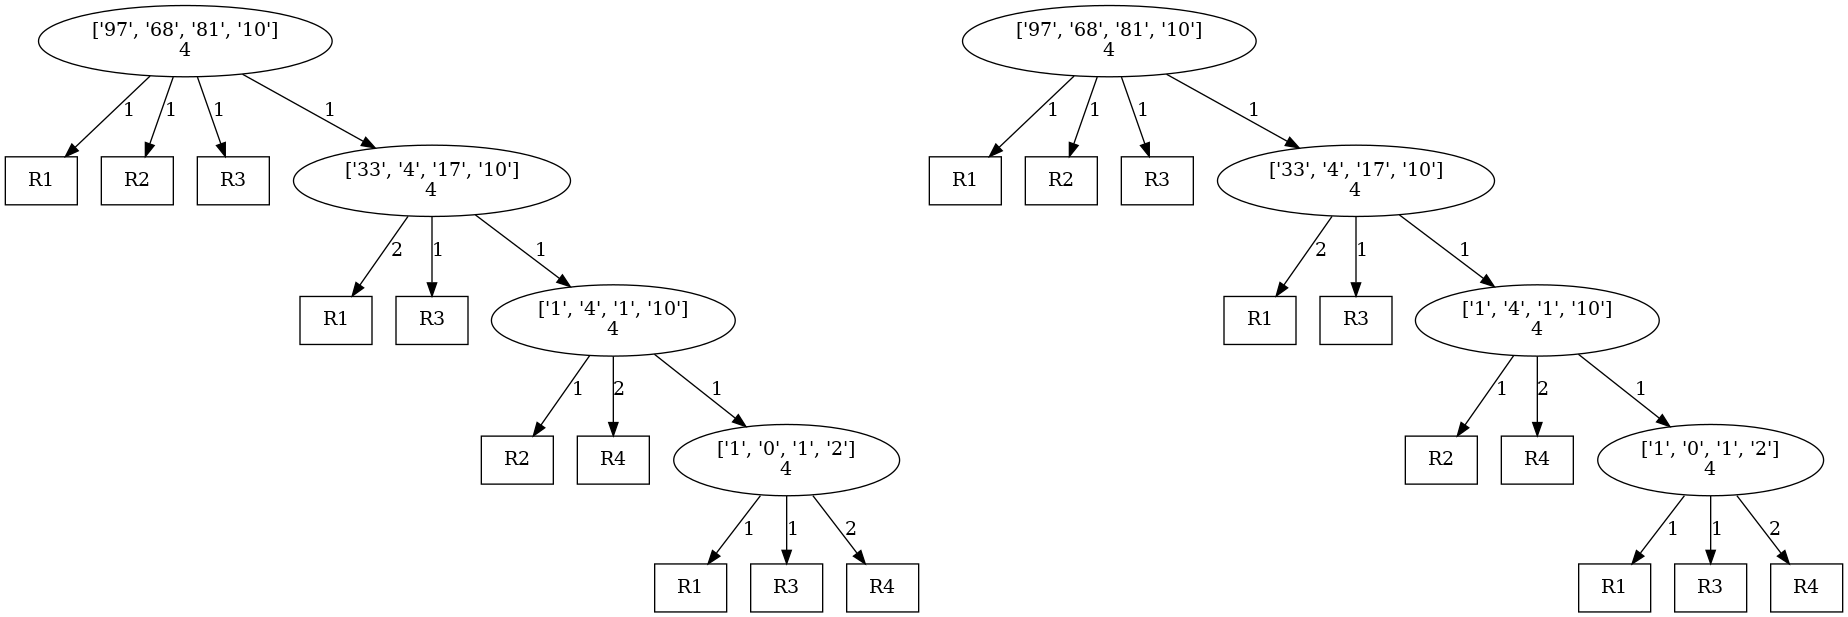 ['97', '68', '81', '10']
4
1
1
1
1
R1
R2
R3
['33', '4', '17', '10']
4
2
1
1
R1
R3
['1', '4', '1', '10']
4
1
2
1
R2
R4
['1', '0', '1', '2']
4
1
1
2
R1
R3
R4
['97', '68', '81', '10']
4
1
1
1
1
R1
R2
R3
['33', '4', '17', '10']
4
2
1
1
R1
R3
['1', '4', '1', '10']
4
1
2
1
R2
R4
['1', '0', '1', '2']
4
1
1
2
R1
R3
R4